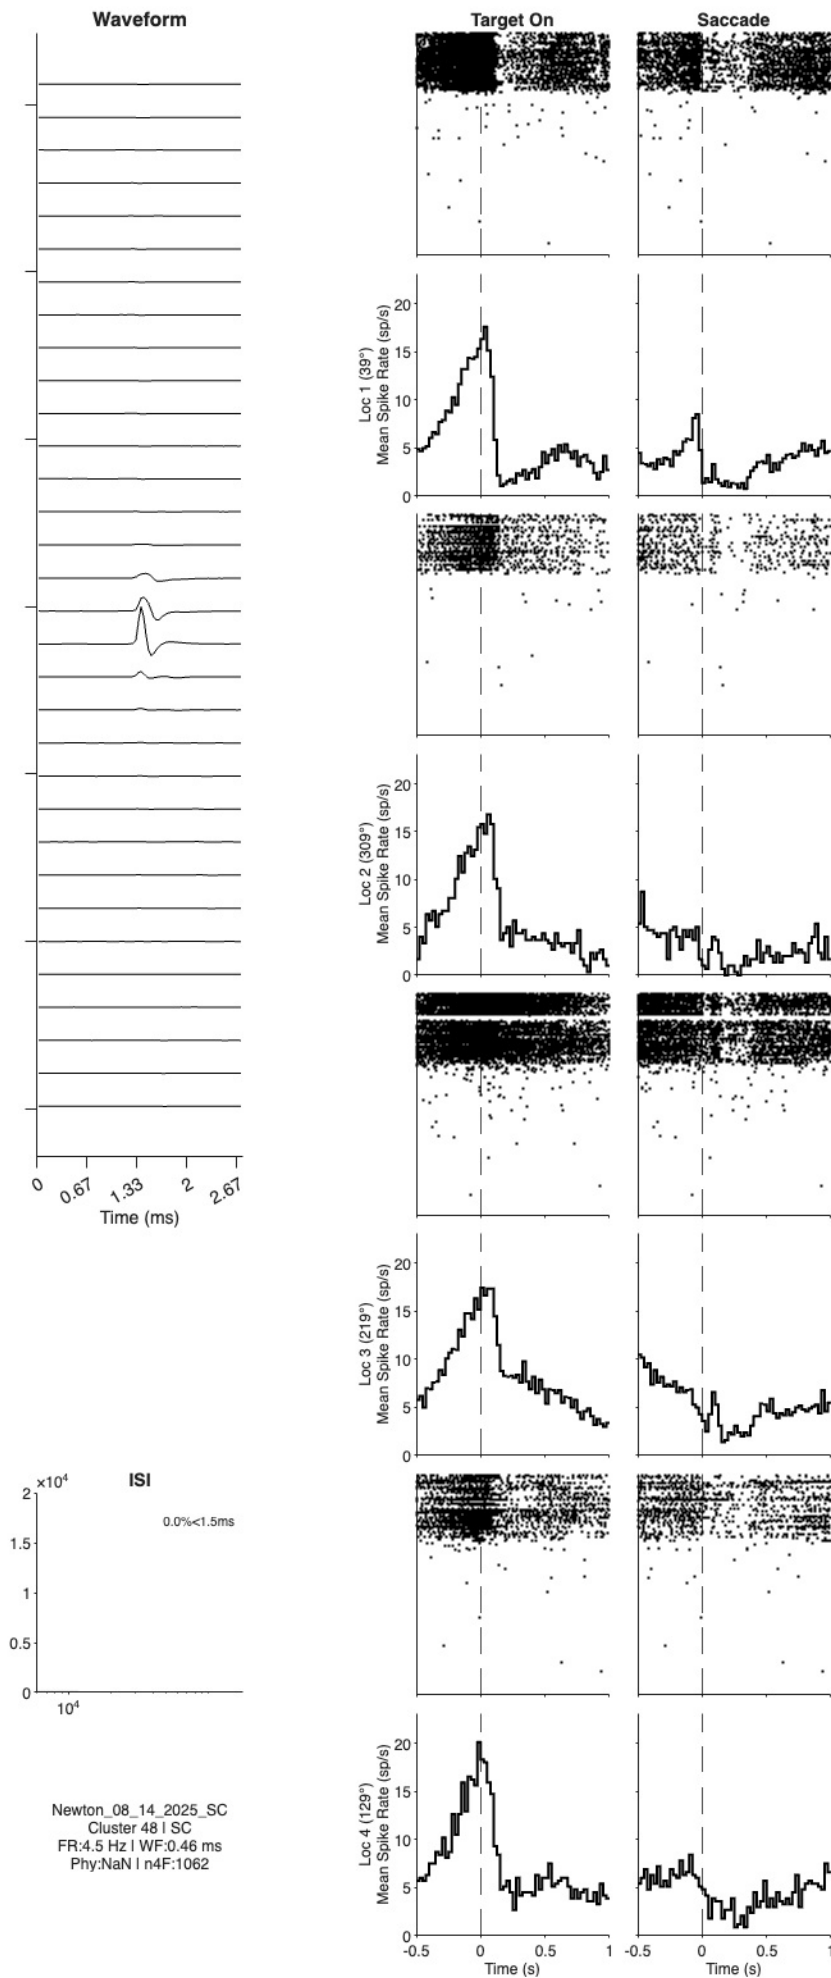 Waveform
Target On
Saccade
20
15
10
5
0
Loc 1 (39°)
Mean Spike Rate (sp/s)
20
15
10
5
0
Loc 2 (309°)
Mean Spike Rate (sp/s)
0
0.67
1.33
2
2.67
Time (ms)
20
15
10
5
0
Loc 3 (219°)
Mean Spike Rate (sp/s)
×10⁴
ISI
2
1.5
1
0.5
0
0.0%<1.5ms
10⁴
20
15
10
5
0
Loc 4 (129°)
Mean Spike Rate (sp/s)
-0.5
0
0.5
1
Time (s)
-0.5
0
0.5
1
Time (s)
Newton_08_14_2025_SC
Cluster 48 | SC
FR:4.5 Hz | WF:0.46 ms
Phy:NaN | n4F:1062